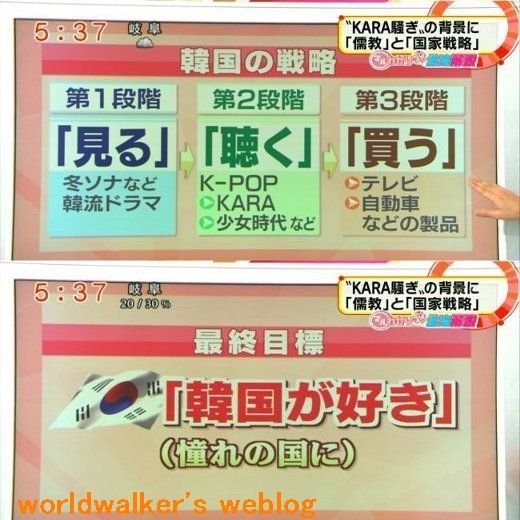 5:37
岐阜
〝KARA騒ぎ〟の背景に
「儒教」と「国家戦略」
韓国の戦略
第1段階
「見る」
冬ソナなど
韓流ドラマ
第2段階
「聴く」
K-POP
KARA
少女時代 など
第3段階
「買う」
テレビ
自動車
などの製品
5:37
岐阜
20/30%
〝KARA騒ぎ〟の背景に
「儒教」と「国家戦略」
最終目標
「韓国が好き」
(憧れの国に)
worldwalker's weblog